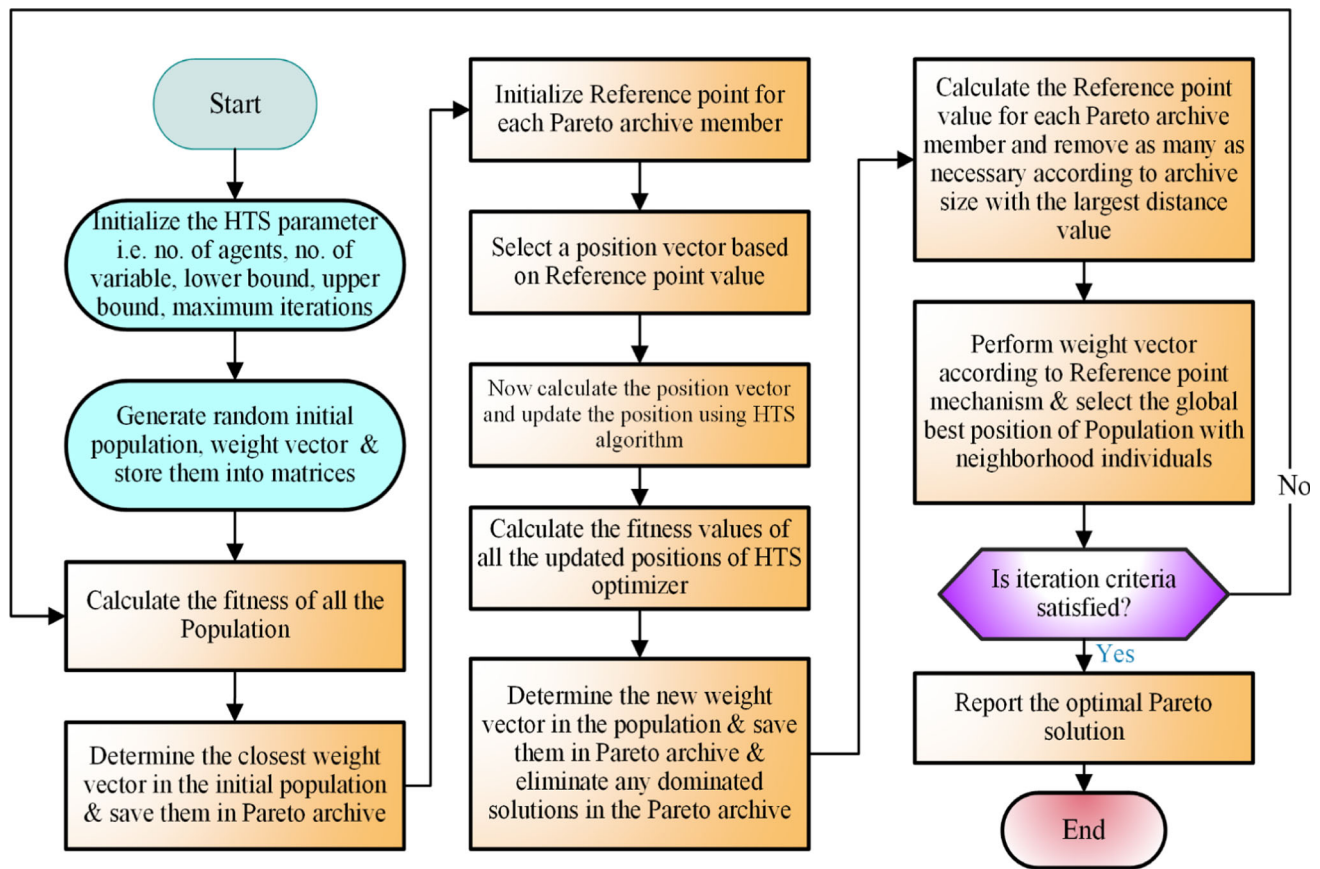 Start
Initialize the HTS parameter
i.e. no. of agents, no. of
variable, lower bound, upper
bound, maximum iterations
Generate random initial
population, weight vector &
store them into matrices
Calculate the fitness of all the
Population
Determine the closest weight
vector in the initial population
& save them in Pareto archive
Initialize Reference point for
each Pareto archive member
Select a position vector based
on Reference point value
Now calculate the position vector
and update the position using HTS
algorithm
Calculate the fitness values of
all the updated positions of HTS
optimizer
Determine the new weight
vector in the population & save
them in Pareto archive &
eliminate any dominated
solutions in the Pareto archive
Calculate the Reference point
value for each Pareto archive
member and remove as many as
necessary according to archive
size with the largest distance
value
Perform weight vector
according to Reference point
mechanism & select the global
best position of Population with
neighborhood individuals
Is iteration criteria
satisfied?
No
Yes
Report the optimal Pareto
solution
End